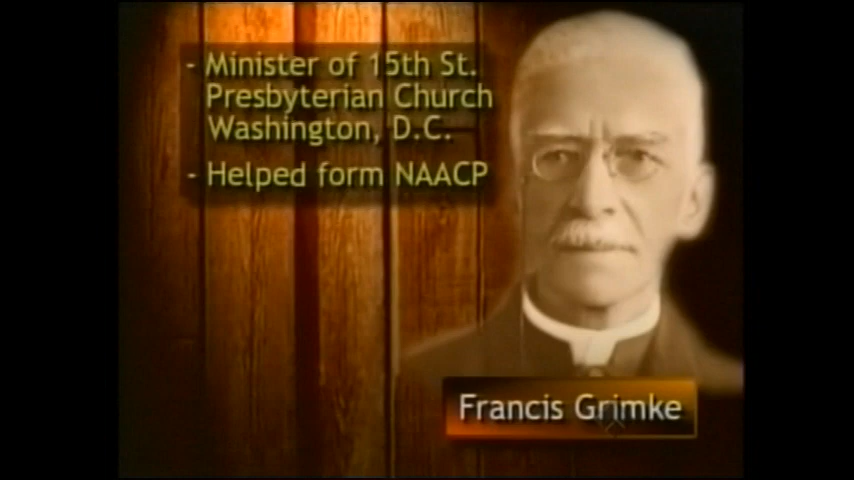 - Minister of 15th St.
Presbyterian Church
Washington, D.C.
- Helped form NAACP
Francis Grimke